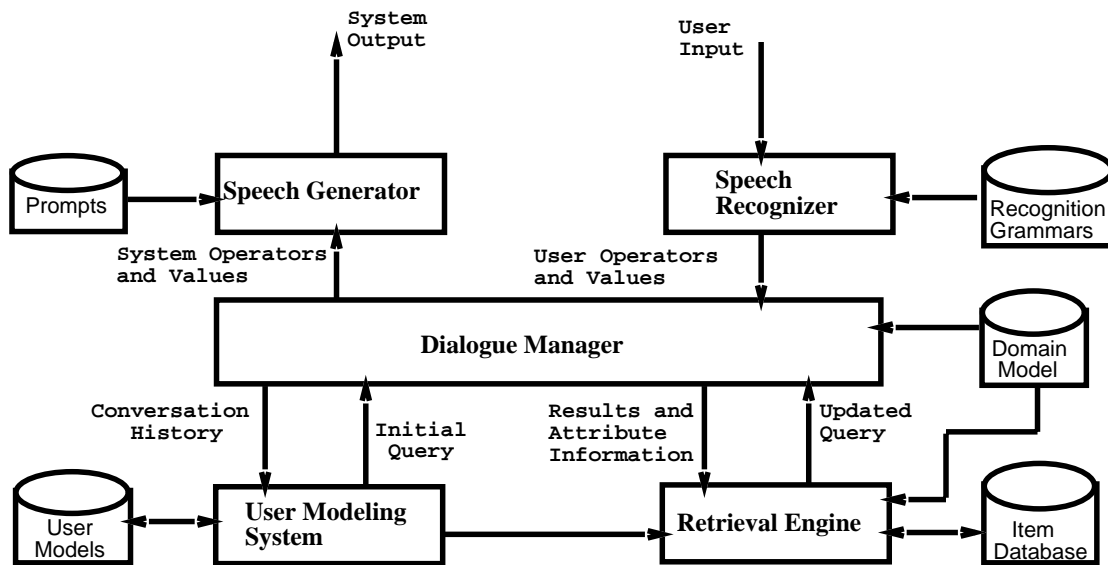 System
Output
User
Input
Prompts
Speech Generator
Speech
Recognizer
Recognition
Grammars
System Operators
and Values
User Operators
and Values
Dialogue Manager
Domain
Model
Conversation
History
Initial
Query
Results and
Attribute
Information
Updated
Query
User
Models
User Modeling
System
Retrieval Engine
Item
Database